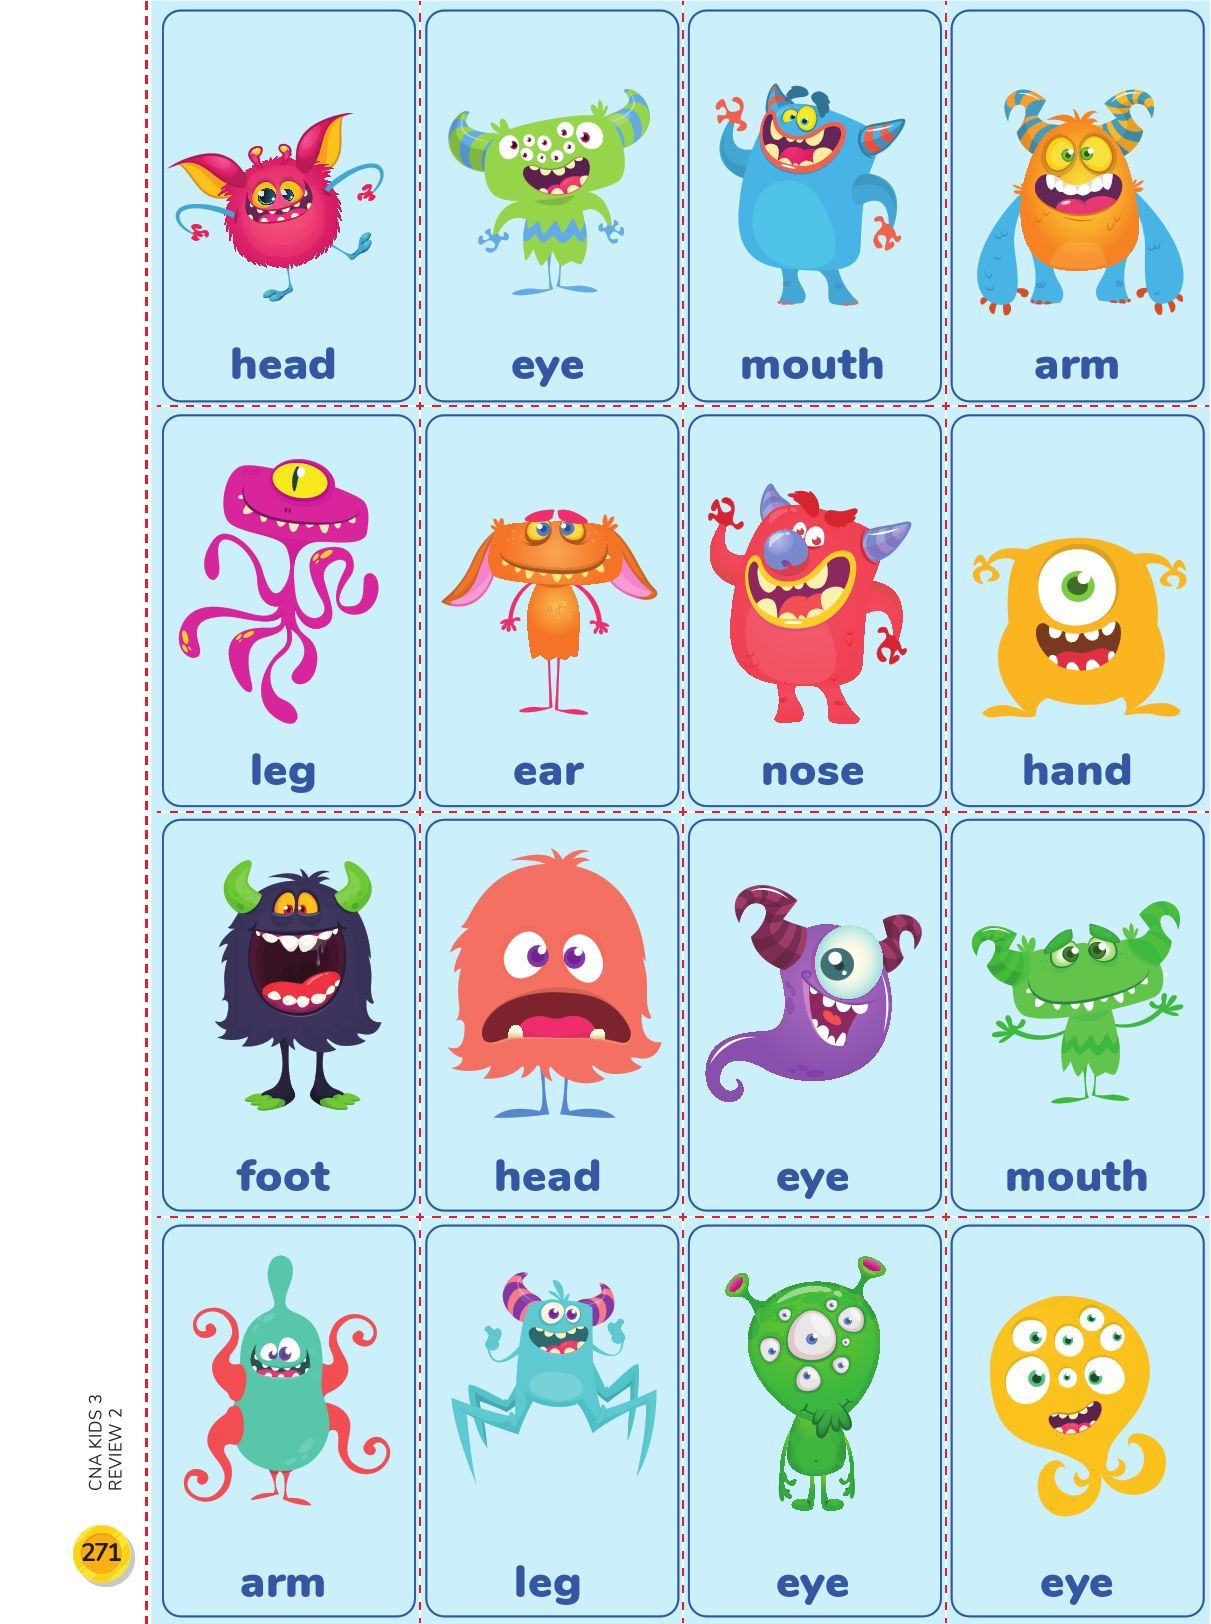 head
eye
mouth
arm
leg
ear
nose
hand
foot
head
eye
mouth
arm
leg
eye
eye
CNA KIDS 3
REVIEW 2
271